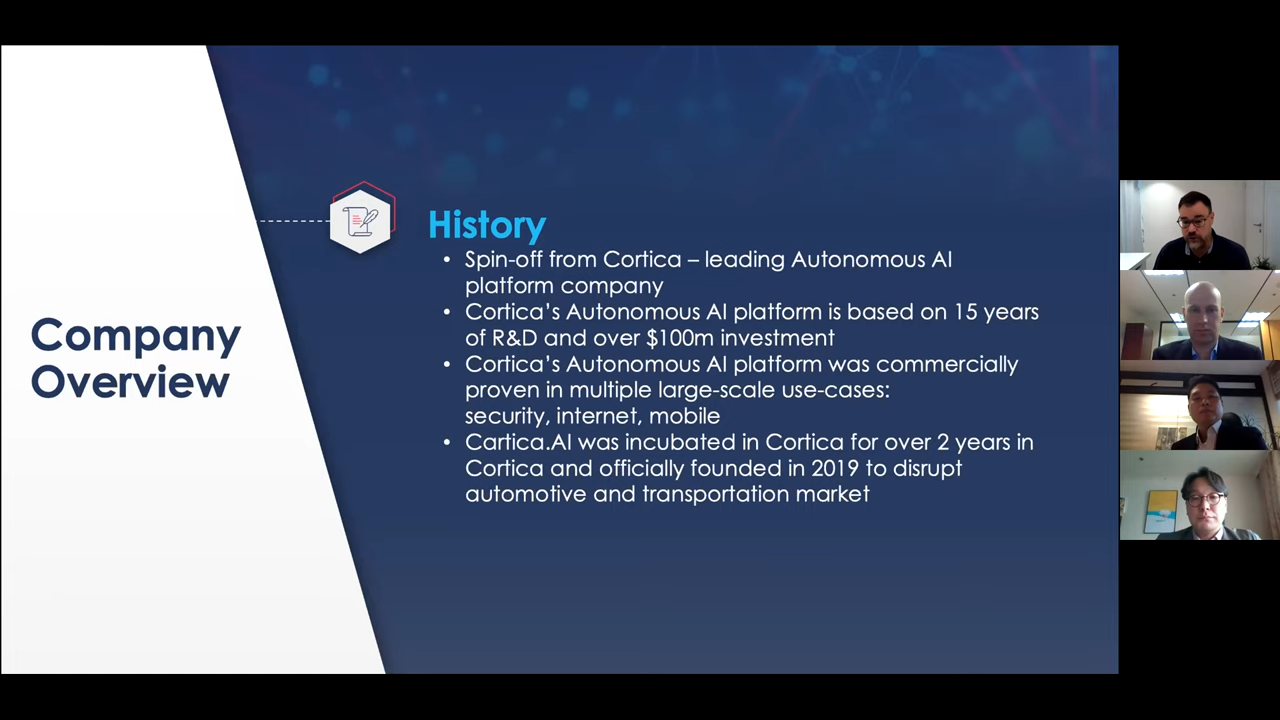 Company
Overview
History
• Spin-off from Cortica – leading Autonomous AI
platform company
• Cortica's Autonomous AI platform is based on 15 years
of R&D and over $100m investment
• Cortica's Autonomous AI platform was commercially
proven in multiple large-scale use-cases:
security, internet, mobile
• Cartica.AI was incubated in Cortica for over 2 years in
Cortica and officially founded in 2019 to disrupt
automotive and transportation market